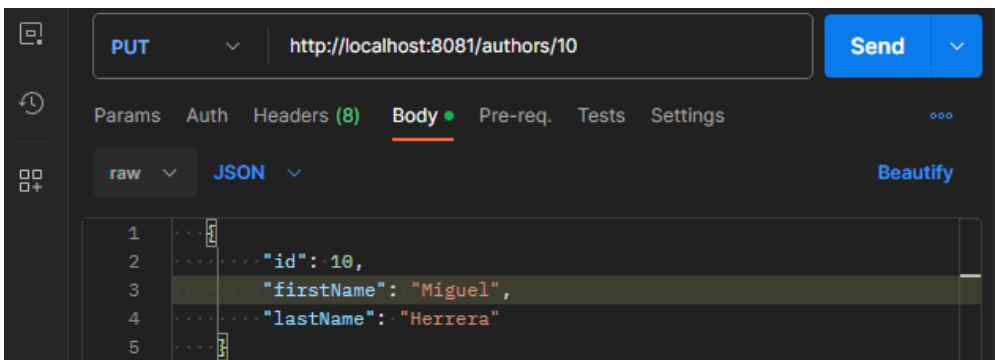 PUT http://localhost:8081/authors/10 Send
Params Auth Headers (8) Body Pre-req. Tests Settings
raw JSON Beautify
1 {
2 "id": 10,
3 "firstName": "Miguel",
4 "lastName": "Herrera"
5 }